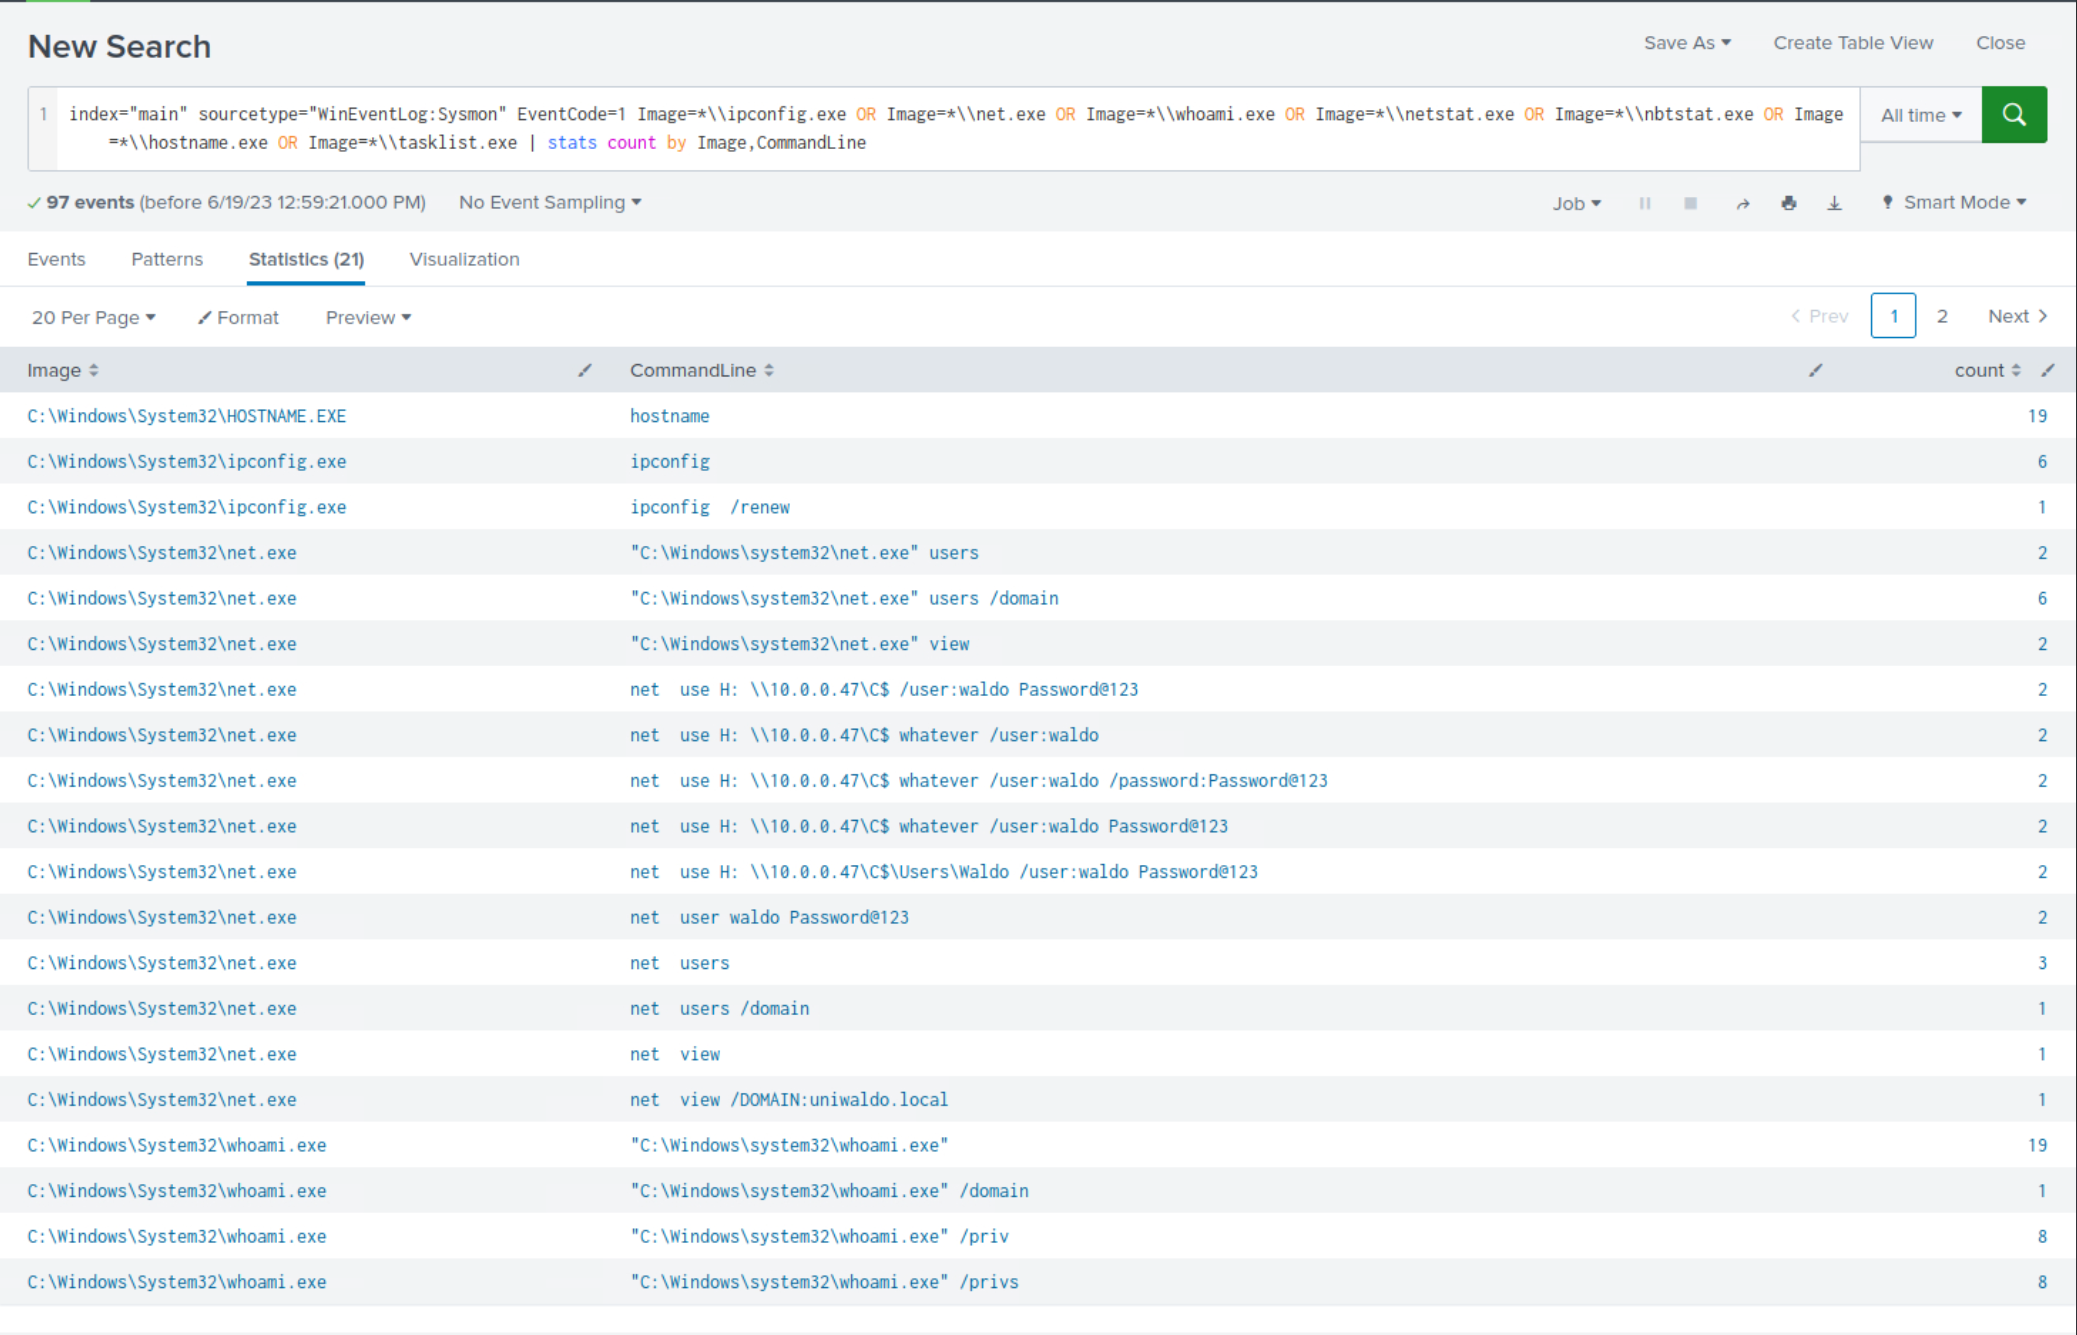 New Search
Save As Create Table View Close
1 index="main" sourcetype="WinEventLog:Sysmon" EventCode=1 Image=*\\ipconfig.exe OR Image=*\\net.exe OR Image=*\\whoami.exe OR Image=*\\netstat.exe OR Image=*\\nbtstat.exe OR Image
=*\\hostname.exe OR Image=*\\tasklist.exe | stats count by Image,CommandLine
All time
97 events (before 6/19/23 12:59:21.000 PM) No Event Sampling Job Smart Mode
Events Patterns Statistics (21) Visualization
20 Per Page Format Preview Prev 1 2 Next
Image CommandLine count
C:\Windows\System32\HOSTNAME.EXE hostname 19
C:\Windows\System32\ipconfig.exe ipconfig 6
C:\Windows\System32\ipconfig.exe ipconfig  /renew 1
C:\Windows\System32\net.exe "C:\Windows\system32\net.exe" users 2
C:\Windows\System32\net.exe "C:\Windows\system32\net.exe" users /domain 6
C:\Windows\System32\net.exe "C:\Windows\system32\net.exe" view 2
C:\Windows\System32\net.exe net  use H: \\10.0.0.47\C$ /user:waldo Password@123 2
C:\Windows\System32\net.exe net  use H: \\10.0.0.47\C$ whatever /user:waldo 2
C:\Windows\System32\net.exe net  use H: \\10.0.0.47\C$ whatever /user:waldo /password:Password@123 2
C:\Windows\System32\net.exe net  use H: \\10.0.0.47\C$ whatever /user:waldo Password@123 2
C:\Windows\System32\net.exe net  use H: \\10.0.0.47\C$\Users\Waldo /user:waldo Password@123 2
C:\Windows\System32\net.exe net  user waldo Password@123 2
C:\Windows\System32\net.exe net  users 3
C:\Windows\System32\net.exe net  users /domain 1
C:\Windows\System32\net.exe net  view 1
C:\Windows\System32\net.exe net  view /DOMAIN:uniwaldo.local 1
C:\Windows\System32\whoami.exe "C:\Windows\system32\whoami.exe" 19
C:\Windows\System32\whoami.exe "C:\Windows\system32\whoami.exe" /domain 1
C:\Windows\System32\whoami.exe "C:\Windows\system32\whoami.exe" /priv 8
C:\Windows\System32\whoami.exe "C:\Windows\system32\whoami.exe" /privs 8